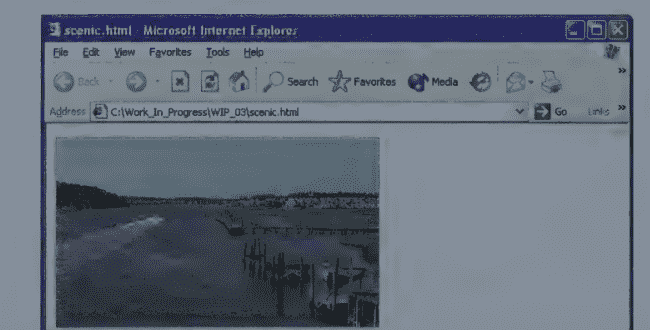 scenic.html - Microsoft Internet Explorer
File Edit View Favorites Tools Help
Back Search Favorites Media »
Address C:\Work_In_Progress\WIP_03\scenic.html Go Links »